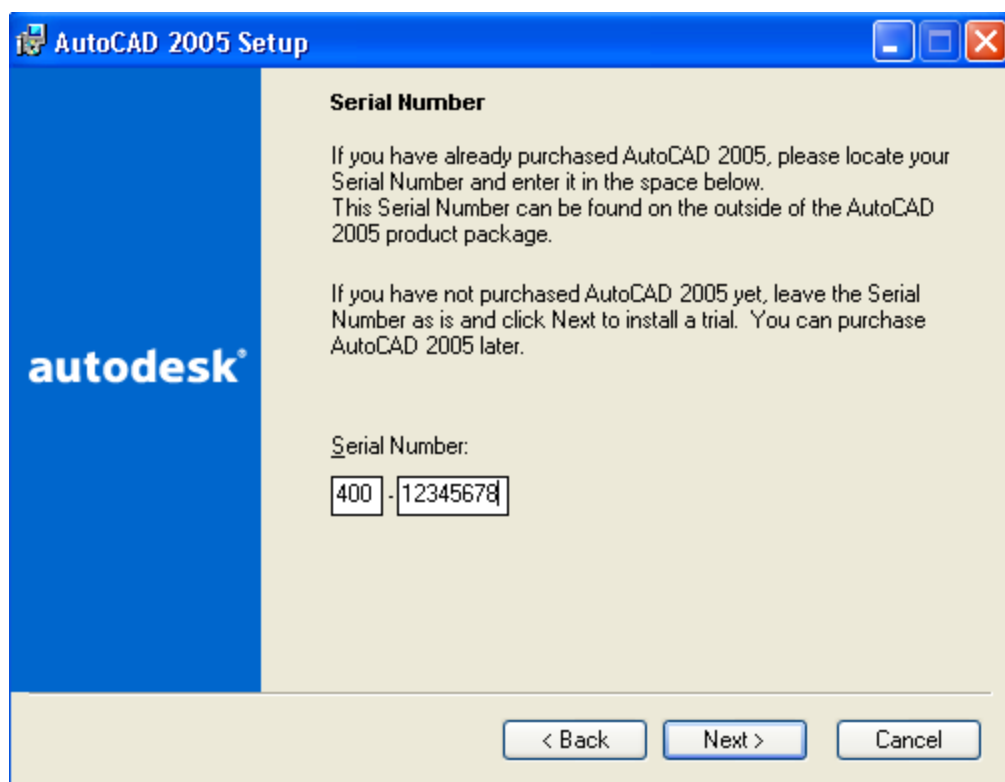 AutoCAD 2005 Setup
Serial Number
If you have already purchased AutoCAD 2005, please locate your
Serial Number and enter it in the space below.
This Serial Number can be found on the outside of the AutoCAD
2005 product package.
If you have not purchased AutoCAD 2005 yet, leave the Serial
Number as is and click Next to install a trial. You can purchase
AutoCAD 2005 later.
autodesk®
Serial Number:
400 - 12345678
< Back Next > Cancel